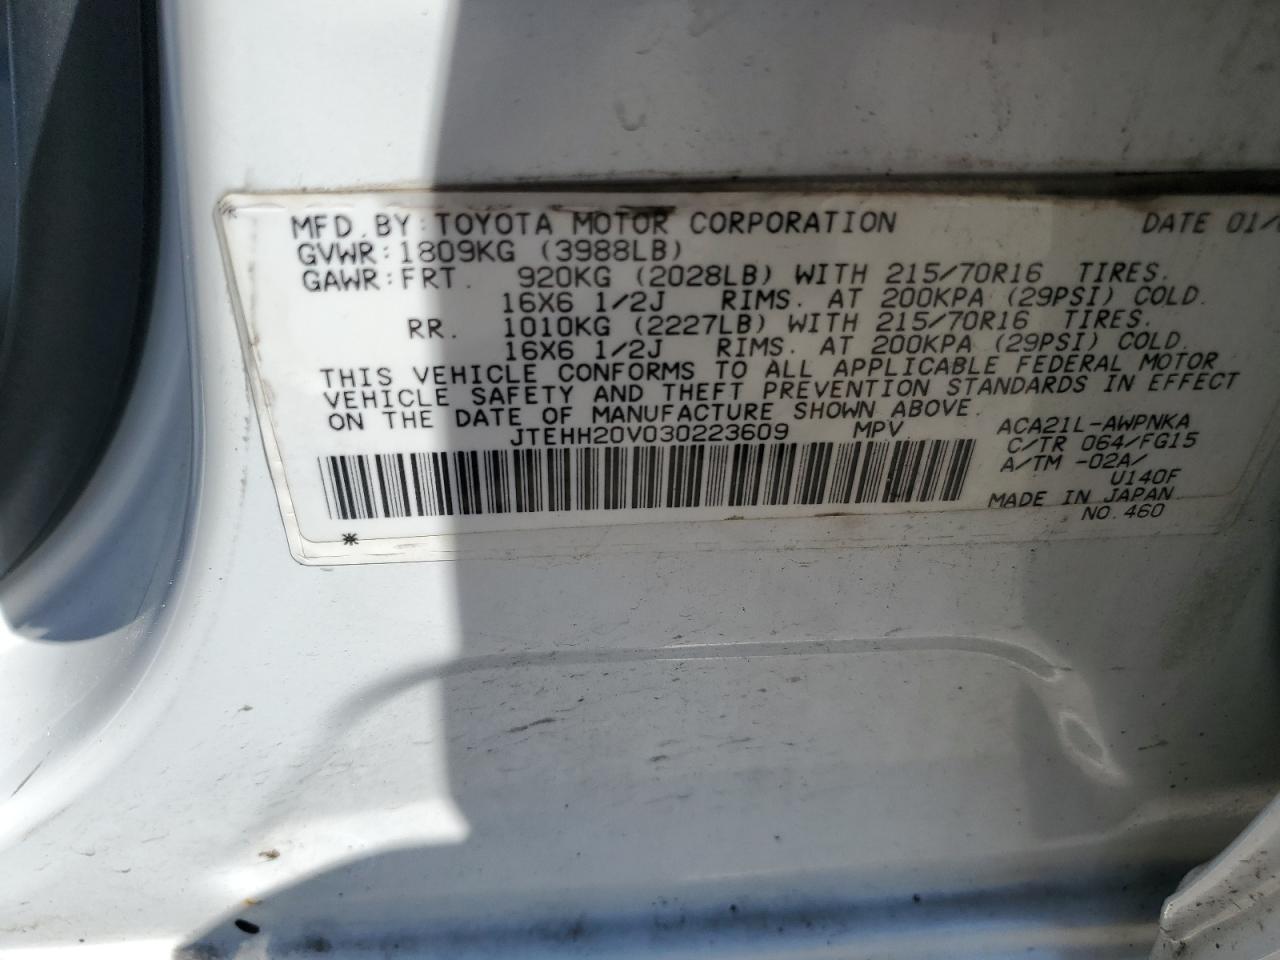 MFD. BY: TOYOTA MOTOR CORPORATION DATE 01/
GVWR: 1809KG (3988LB)
GAWR: FRT. 920KG (2028LB) WITH 215/70R16 TIRES.
16X6 1/2J RIMS. AT 200KPA (29PSI) COLD.
RR. 1010KG (2227LB) WITH 215/70R16 TIRES.
16X6 1/2J RIMS. AT 200KPA (29PSI) COLD.
THIS VEHICLE CONFORMS TO ALL APPLICABLE FEDERAL MOTOR
VEHICLE SAFETY AND THEFT PREVENTION STANDARDS IN EFFECT
ON THE DATE OF MANUFACTURE SHOWN ABOVE.
JTEHH20V030223609 MPV
ACA21L-AWPNKA
C/TR 064/FG15
A/TM -02A/
U140F
MADE IN JAPAN
NO. 460